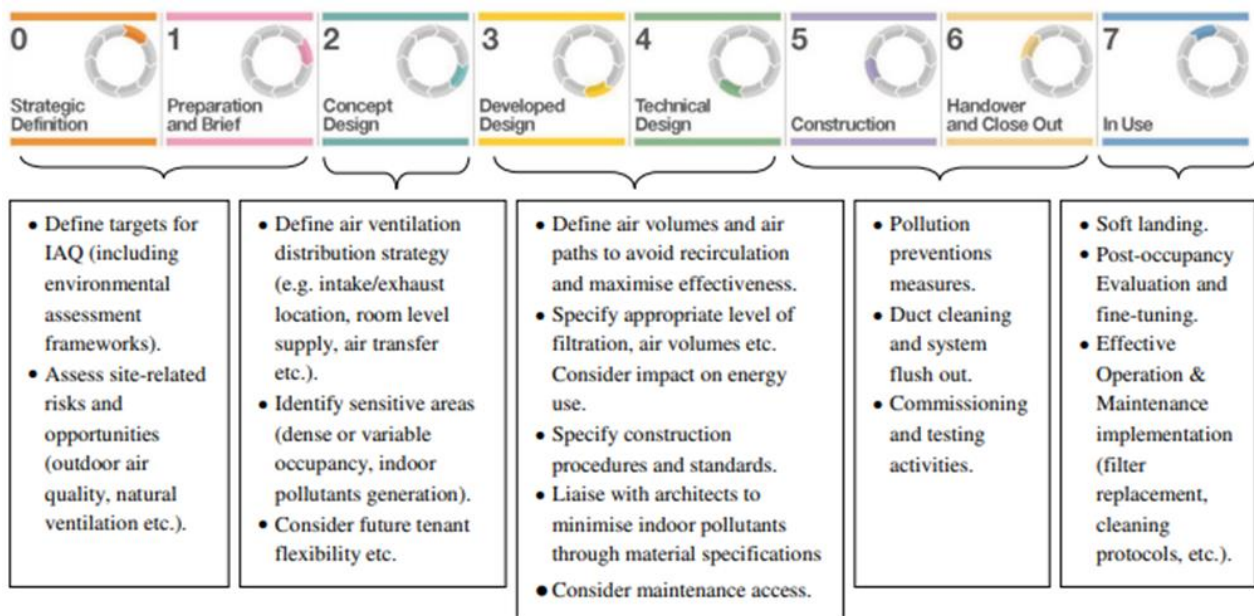 0
Strategic
Definition
1
Preparation
and Brief
2
Concept
Design
3
Developed
Design
4
Technical
Design
5
Construction
6
Handover
and Close Out
7
In Use
• Define targets for
IAQ (including
environmental
assessment
frameworks).
• Assess site-related
risks and
opportunities
(outdoor air
quality, natural
ventilation etc.).
• Define air ventilation
distribution strategy
(e.g. intake/exhaust
location, room level
supply, air transfer
etc.).
• Identify sensitive areas
(dense or variable
occupancy, indoor
pollutants generation).
• Consider future tenant
flexibility etc.
• Define air volumes and air
paths to avoid recirculation
and maximise effectiveness.
• Specify appropriate level of
filtration, air volumes etc.
Consider impact on energy
use.
• Specify construction
procedures and standards.
• Liaise with architects to
minimise indoor pollutants
through material specifications
• Consider maintenance access.
• Pollution
preventions
measures.
• Duct cleaning
and system
flush out.
• Commissioning
and testing
activities.
• Soft landing.
• Post-occupancy
Evaluation and
fine-tuning.
• Effective
Operation &
Maintenance
implementation
(filter
replacement,
cleaning
protocols, etc.).